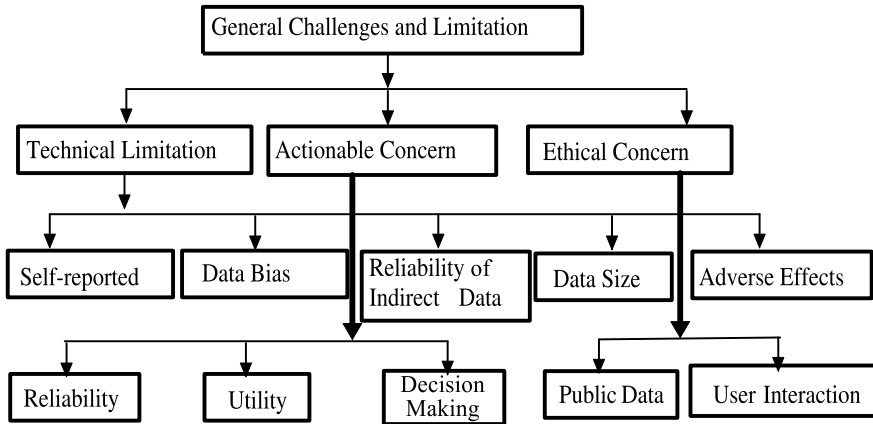 General Challenges and Limitation
Technical Limitation
Actionable Concern
Ethical Concern
Self-reported
Data Bias
Reliability of
Indirect Data
Data Size
Adverse Effects
Reliability
Utility
Decision
Making
Public Data
User Interaction